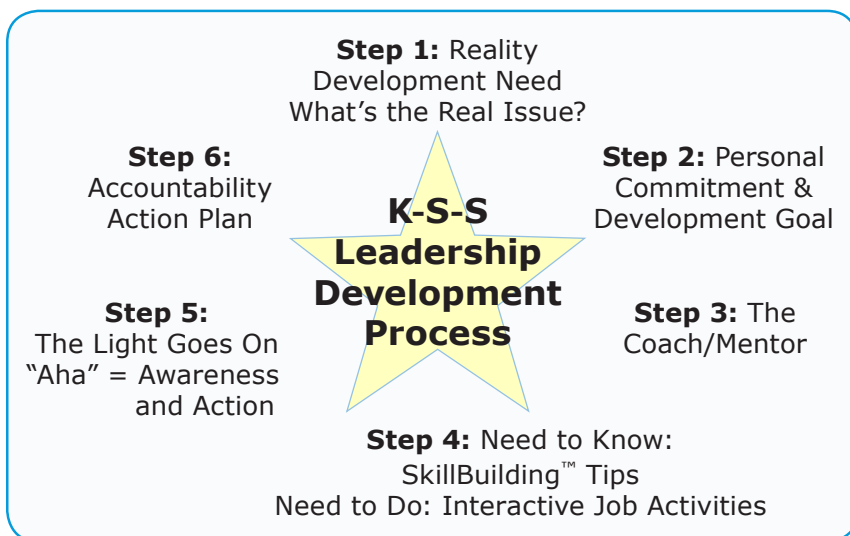 Step 1: Reality
Development Need
What's the Real Issue?
Step 2: Personal
Commitment &
Development Goal
Step 3: The
Coach/Mentor
Step 4: Need to Know:
SkillBuilding™ Tips
Need to Do: Interactive Job Activities
Step 5:
The Light Goes On
“Aha” = Awareness
and Action
Step 6:
Accountability
Action Plan
K-S-S
Leadership
Development
Process